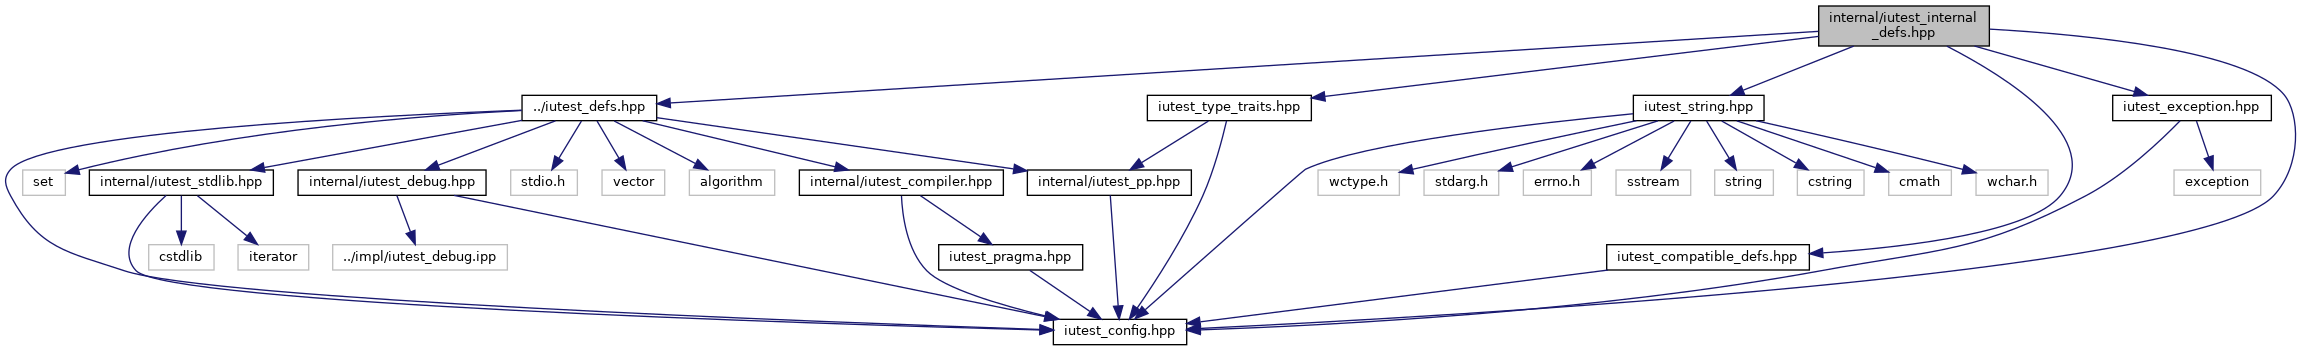 internal/iutest_internal
_defs.hpp
../iutest_defs.hpp
iutest_type_traits.hpp
iutest_string.hpp
iutest_exception.hpp
set
internal/iutest_stdlib.hpp
internal/iutest_debug.hpp
stdio.h
vector
algorithm
internal/iutest_compiler.hpp
internal/iutest_pp.hpp
wctype.h
stdarg.h
errno.h
sstream
string
cstring
cmath
wchar.h
exception
cstdlib
iterator
../impl/iutest_debug.ipp
iutest_pragma.hpp
iutest_compatible_defs.hpp
iutest_config.hpp